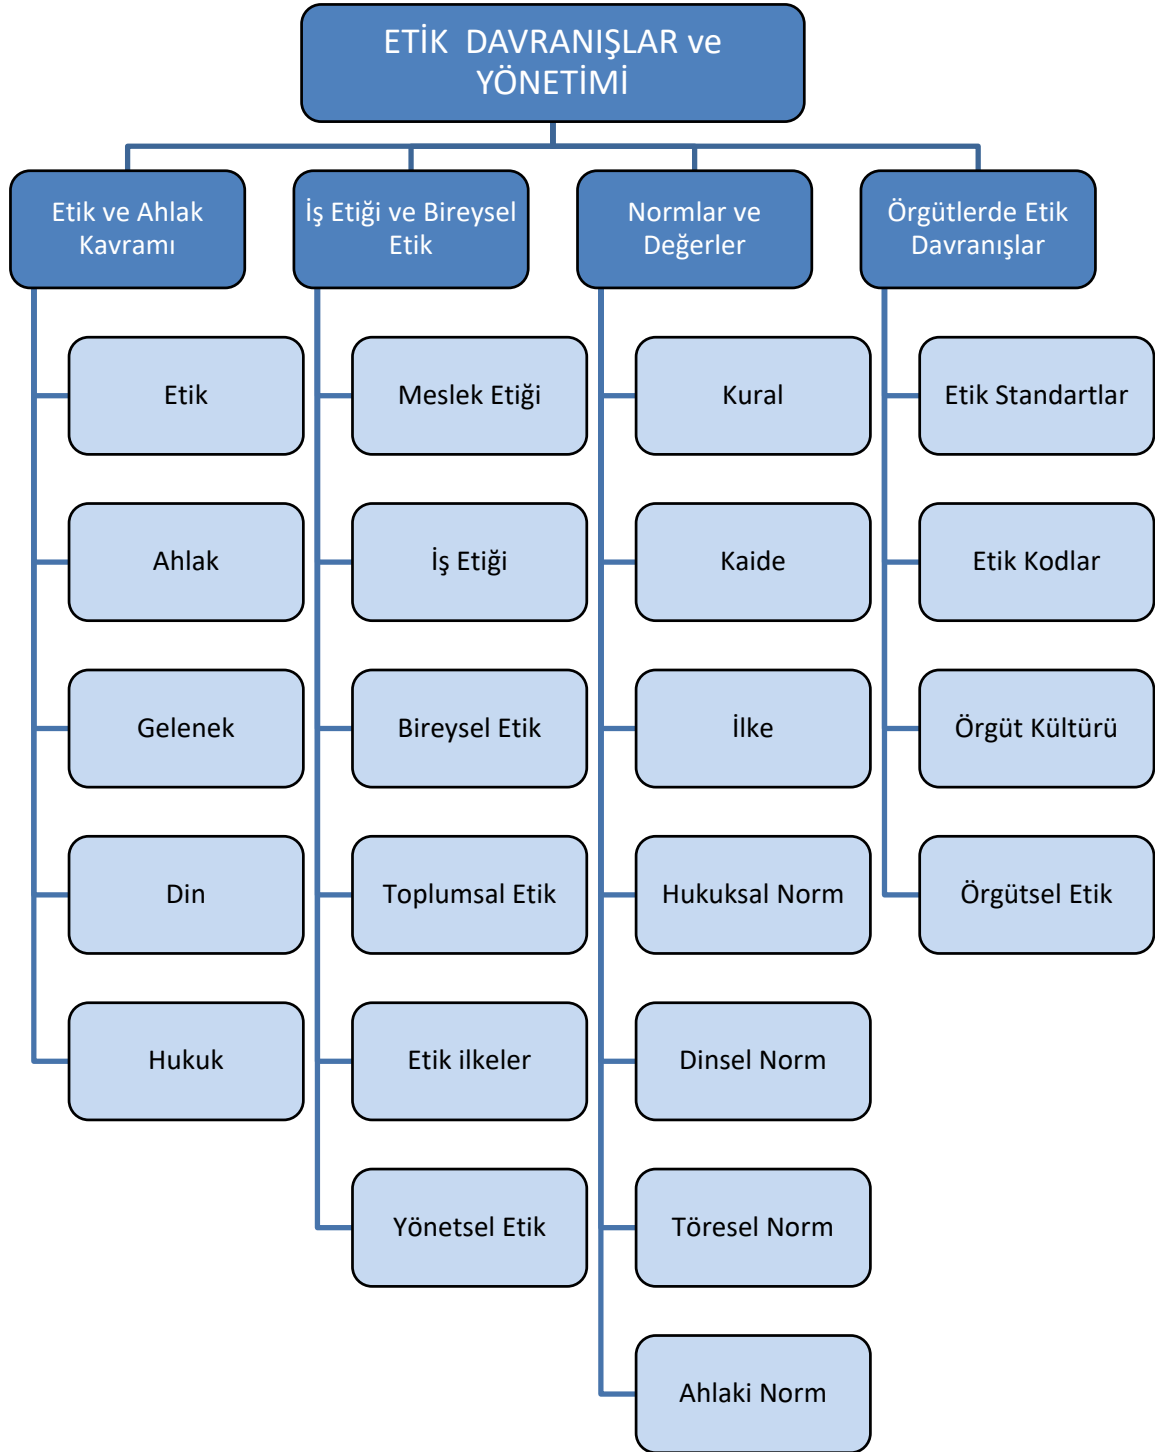 ETİK  DAVRANIŞLAR ve
YÖNETİMİ
Etik ve Ahlak
Kavramı
Etik
Ahlak
Gelenek
Din
Hukuk
İş Etiği ve Bireysel
Etik
Meslek Etiği
İş Etiği
Bireysel Etik
Toplumsal Etik
Etik ilkeler
Yönetsel Etik
Normlar ve
Değerler
Kural
Kaide
İlke
Hukuksal Norm
Dinsel Norm
Töresel Norm
Ahlaki Norm
Örgütlerde Etik
Davranışlar
Etik Standartlar
Etik Kodlar
Örgüt Kültürü
Örgütsel Etik